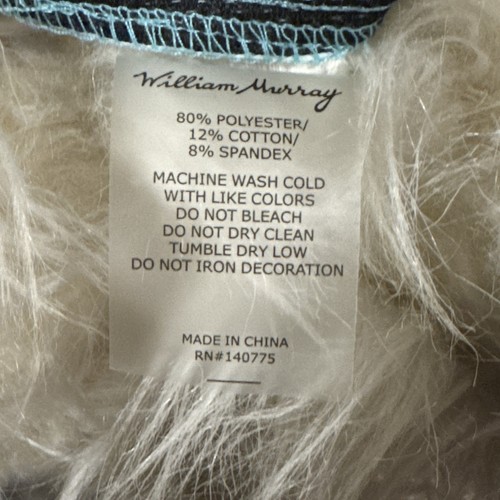 William Murray
80% POLYESTER/
12% COTTON/
8% SPANDEX
MACHINE WASH COLD
WITH LIKE COLORS
DO NOT BLEACH
DO NOT DRY CLEAN
TUMBLE DRY LOW
DO NOT IRON DECORATION
MADE IN CHINA
RN#140775